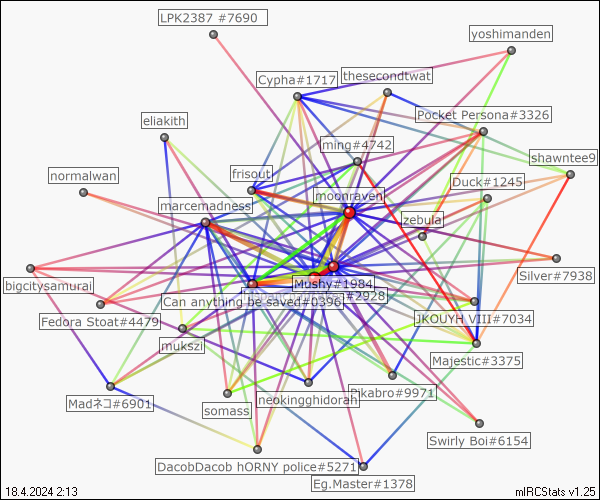 LPK2387 #7690
yoshimanden
Cypha#1717
thesecondtwat
Pocket Persona#3326
eliakith
ming#4742
shawntee9
frisout
normalwan
moonraven
Duck#1245
marcemadness
zebula
Silver#7938
bigcitysamurai
Mushy#1984
#2928
Can anything be saved#0396
Fedora Stoat#4479
JKOUYH VIII#7034
mukszi
Majestic#3375
Pikabro#9971
Madネコ#6901
somass
neokingghidorah
Swirly Boi#6154
DacobDacob hORNY police#5271
Eg.Master#1378
18.4.2024 2:13
mIRCStats v1.25